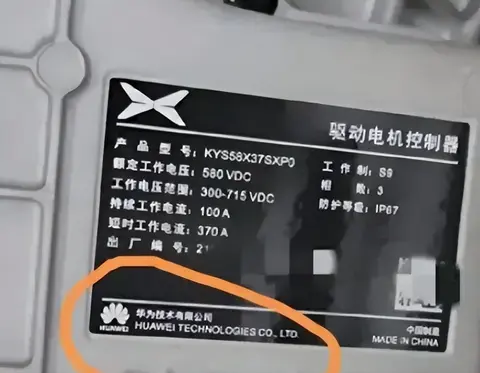 驱动电机控制器
产品型号: KYS58X37SXP0
工作制: S9
额定工作电压: 580 VDC
相数: 3
工作电压范围: 300-715 VDC
防护等级: IP67
持续工作电流: 100 A
短时工作电流: 370 A
出厂编号: 21
HUAWEI
华为技术有限公司
HUAWEI TECHNOLOGIES CO., LTD.
中国制造
MADE IN CHINA